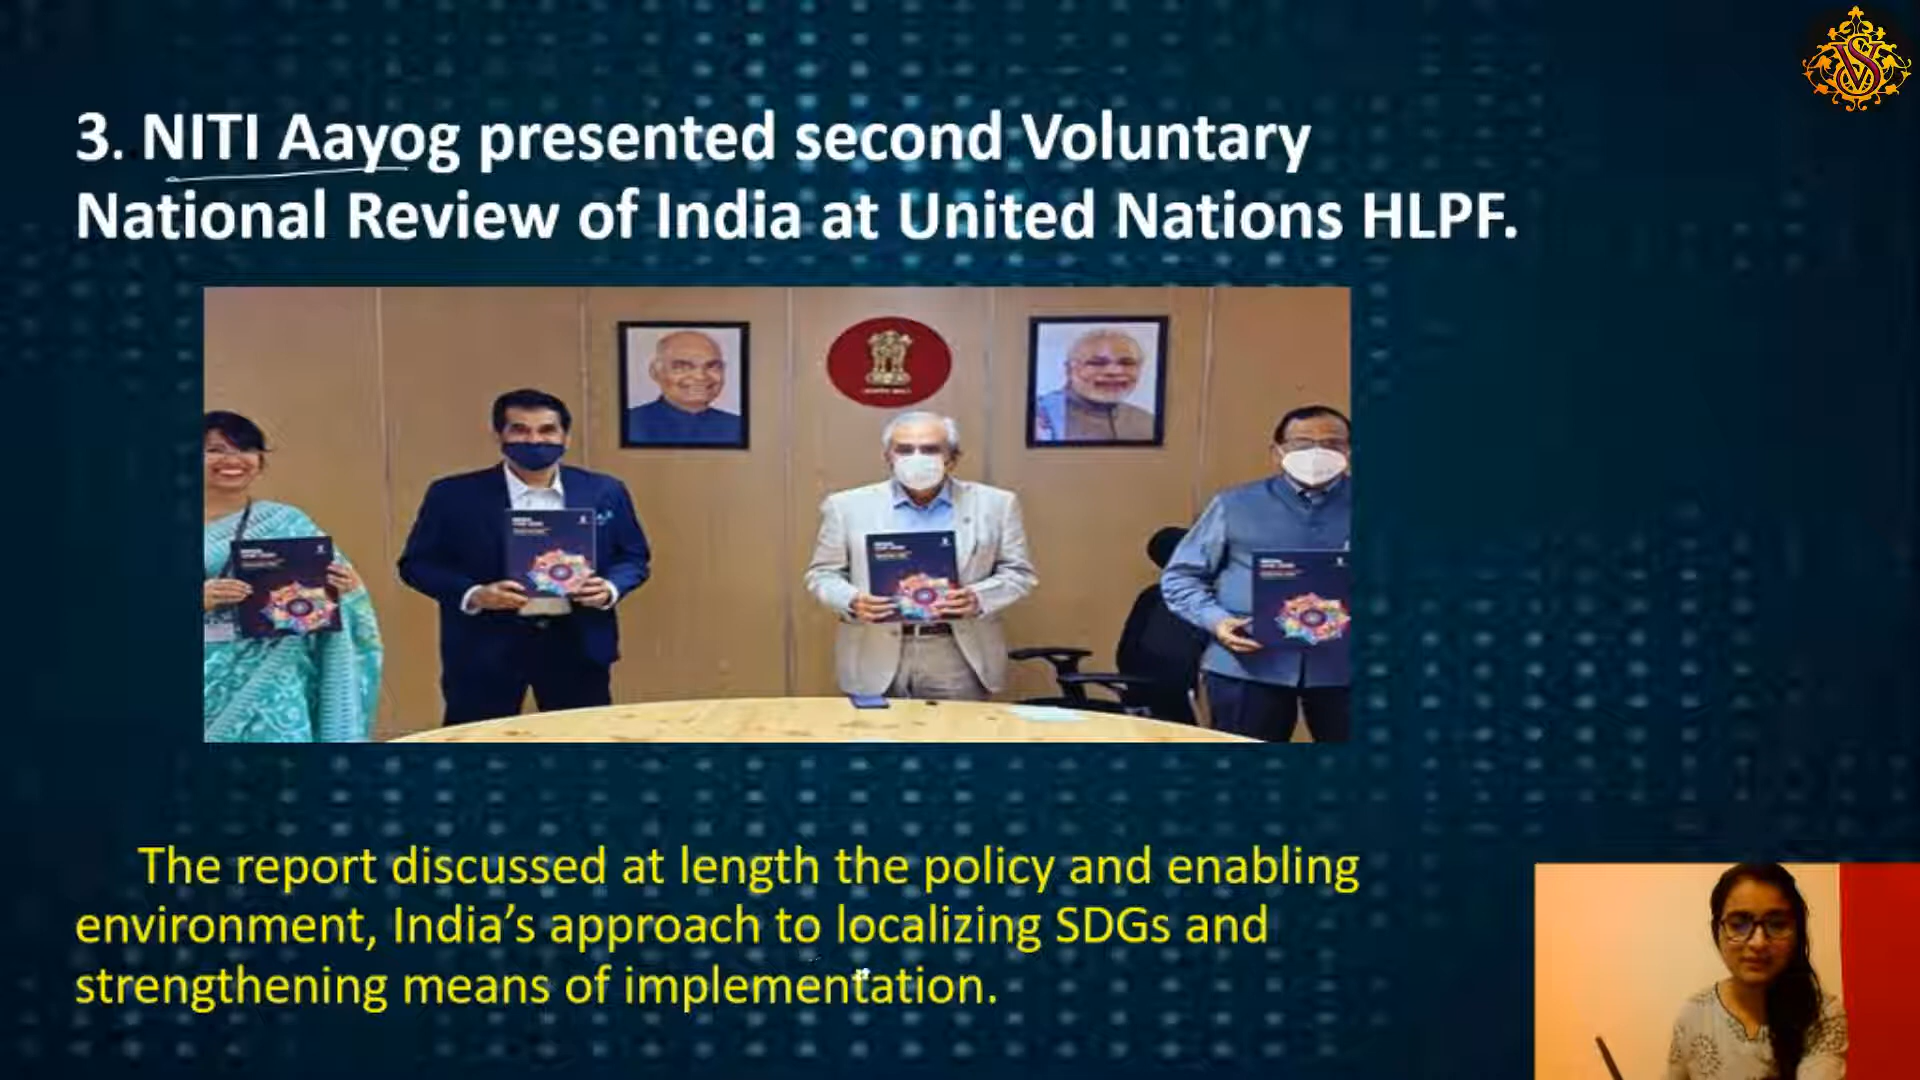 3. NITI Aayog presented second Voluntary
National Review of India at United Nations HLPF.
The report discussed at length the policy and enabling
environment, India's approach to localizing SDGs and
strengthening means of implementation.